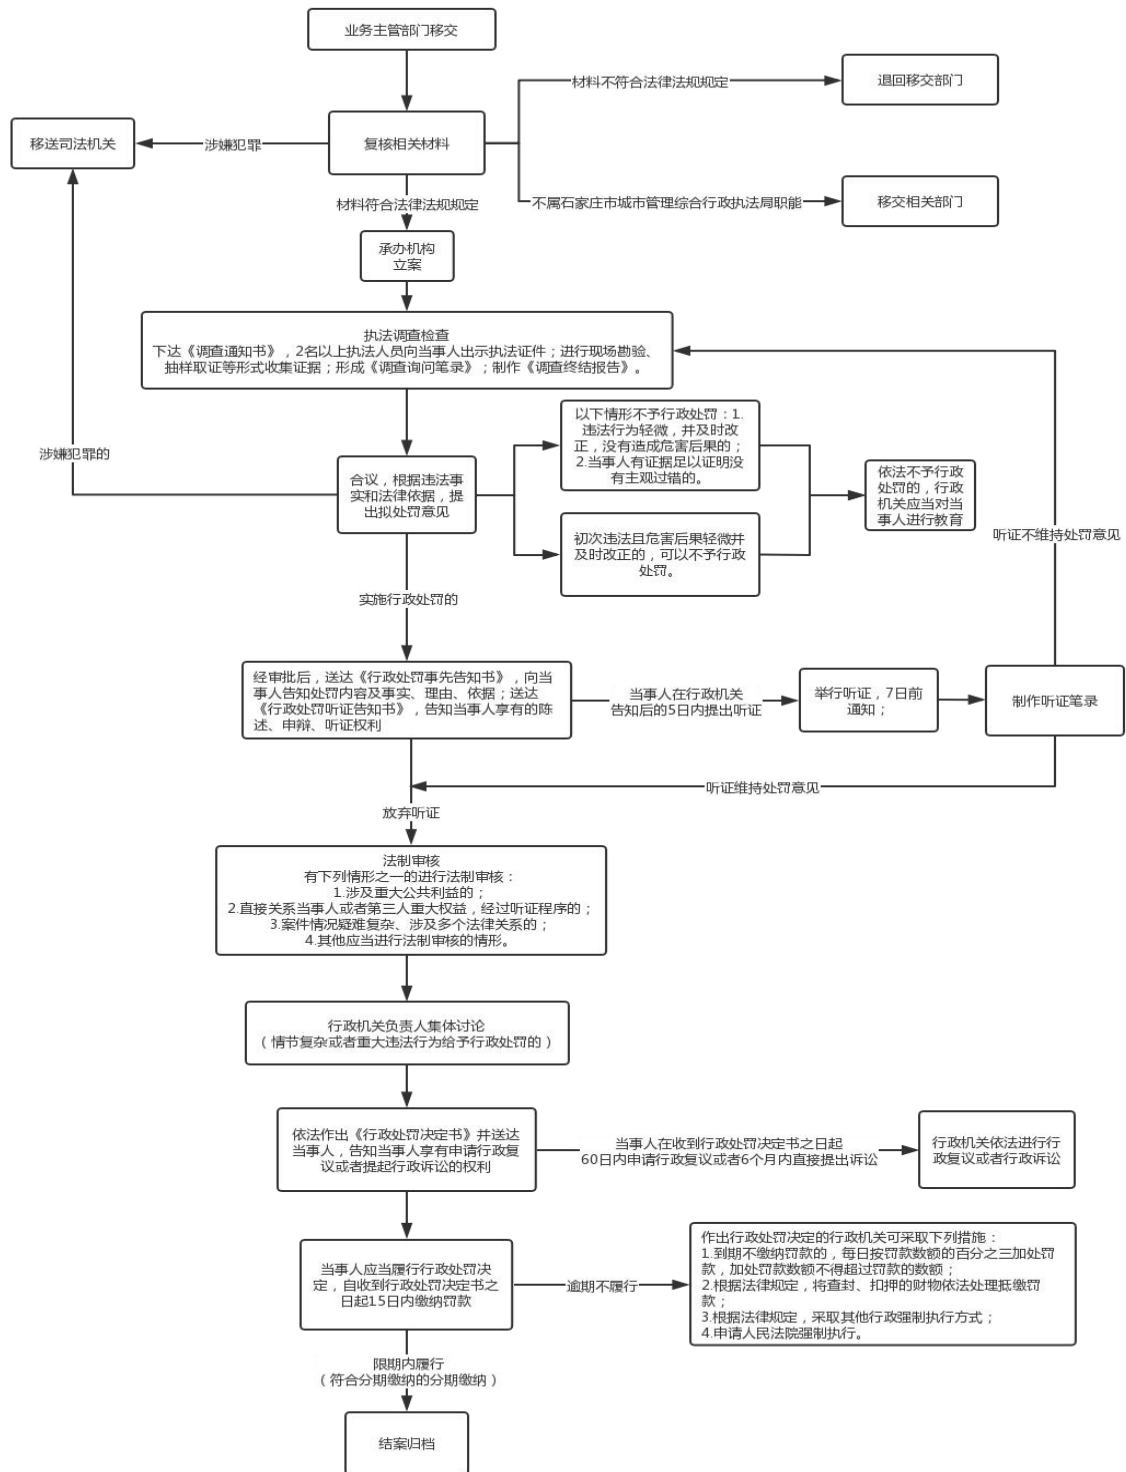 业务主管部门移交
材料不符合法律法规规定
退回移交部门
移送司法机关
涉嫌犯罪
复核相关材料
不属石家庄市城市管理综合行政执法局职能
移交相关部门
材料符合法律法规规定
承办机构
立案
执法调查检查
下达《调查通知书》，2名以上执法人员向当事人出示执法证件；进行现场勘验、
抽样取证等形式收集证据；形成《调查询问笔录》；制作《调查终结报告》。
涉嫌犯罪的
合议，根据违法事
实和法律依据，提
出拟处罚意见
以下情形不予行政处罚：1.
违法行为轻微，并及时改
正，没有造成危害后果的；
2.当事人有证据足以证明没
有主观过错的。
初次违法且危害后果轻微并
及时改正的，可以不予行政
处罚。
依法不予行政
处罚的，行政
机关应当对当
事人进行教育
听证不维持处罚意见
实施行政处罚的
经审批后，送达《行政处罚事先告知书》，向当
事人告知处罚内容及事实、理由、依据；送达
《行政处罚听证告知书》，告知当事人享有的陈
述、申辩、听证权利
当事人在行政机关
告知后的5日内提出听证
举行听证，7日前
通知；
制作听证笔录
听证维持处罚意见
放弃听证
法制审核
有下列情形之一的进行法制审核：
1.涉及重大公共利益的；
2.直接关系当事人或者第三人重大权益，经过听证程序的；
3.案件情况疑难复杂、涉及多个法律关系的；
4.其他应当进行法制审核的情形。
行政机关负责人集体讨论
（情节复杂或者重大违法行为给予行政处罚的）
依法作出《行政处罚决定书》并送达
当事人，告知当事人享有申请行政复
议或者提起行政诉讼的权利
当事人在收到行政处罚决定书之日起
60日内申请行政复议或者6个月内直接提出诉讼
行政机关依法进行行
政复议或者行政诉讼
当事人应当履行行政处罚决
定，自收到行政处罚决定书之
日起15日内缴纳罚款
逾期不履行
作出行政处罚决定的行政机关可采取下列措施：
1.到期不缴纳罚款的，每日按罚款数额的百分之三加处罚
款，加处罚款数额不得超过罚款的数额；
2.根据法律规定，将查封、扣押的财物依法处理抵缴罚
款；
3.根据法律规定，采取其他行政强制执行方式；
4.申请人民法院强制执行。
限期内履行
（符合分期缴纳的分期缴纳）
结案归档